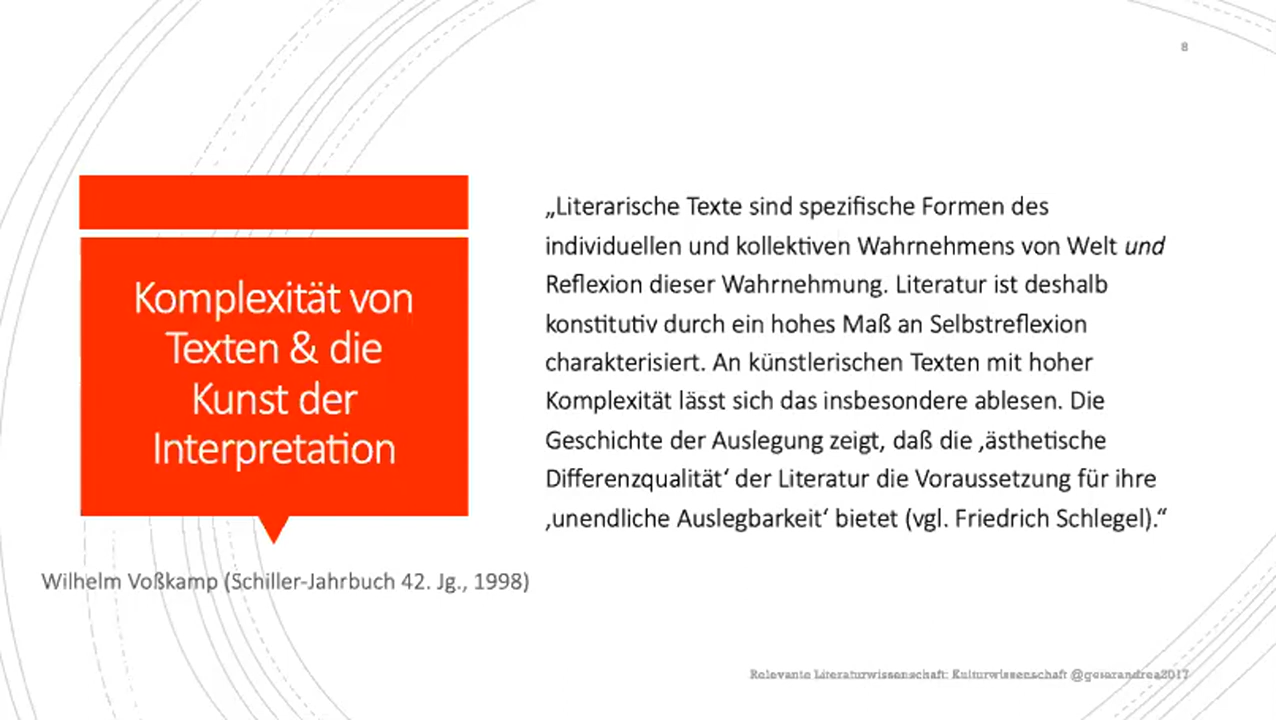 8
Komplexität von
Texten & die
Kunst der
Interpretation
Wilhelm Voßkamp (Schiller-Jahrbuch 42. Jg., 1998)
„Literarische Texte sind spezifische Formen des
individuellen und kollektiven Wahrnehmens von Welt und
Reflexion dieser Wahrnehmung. Literatur ist deshalb
konstitutiv durch ein hohes Maß an Selbstreflexion
charakterisiert. An künstlerischen Texten mit hoher
Komplexität lässt sich das insbesondere ablesen. Die
Geschichte der Auslegung zeigt, daß die ‚ästhetische
Differenzqualität‘ der Literatur die Voraussetzung für ihre
‚unendliche Auslegbarkeit‘ bietet (vgl. Friedrich Schlegel).“
Relevante Literaturwissenschaft: Kulturwissenschaft